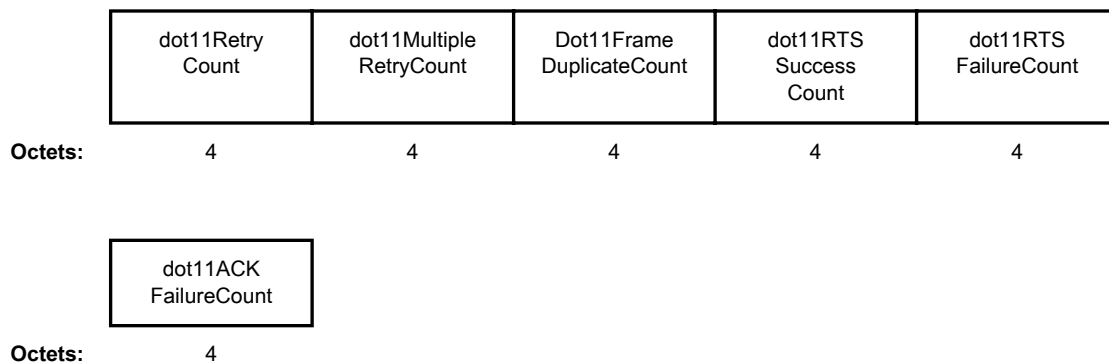 dot11Retry
Count
dot11Multiple
RetryCount
Dot11Frame
DuplicateCount
dot11RTS
Success
Count
dot11RTS
FailureCount
Octets: 4 4 4 4 4
dot11ACK
FailureCount
Octets: 4